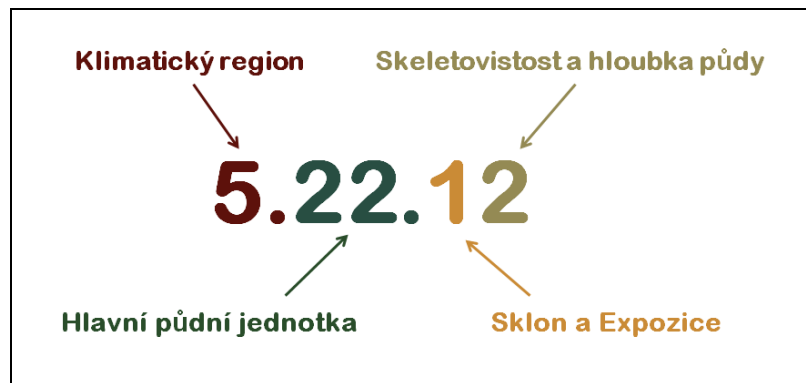 Klimatický region
Skeletovistost a hloubka půdy
5.22.12
Hlavní půdní jednotka
Sklon a Expozice